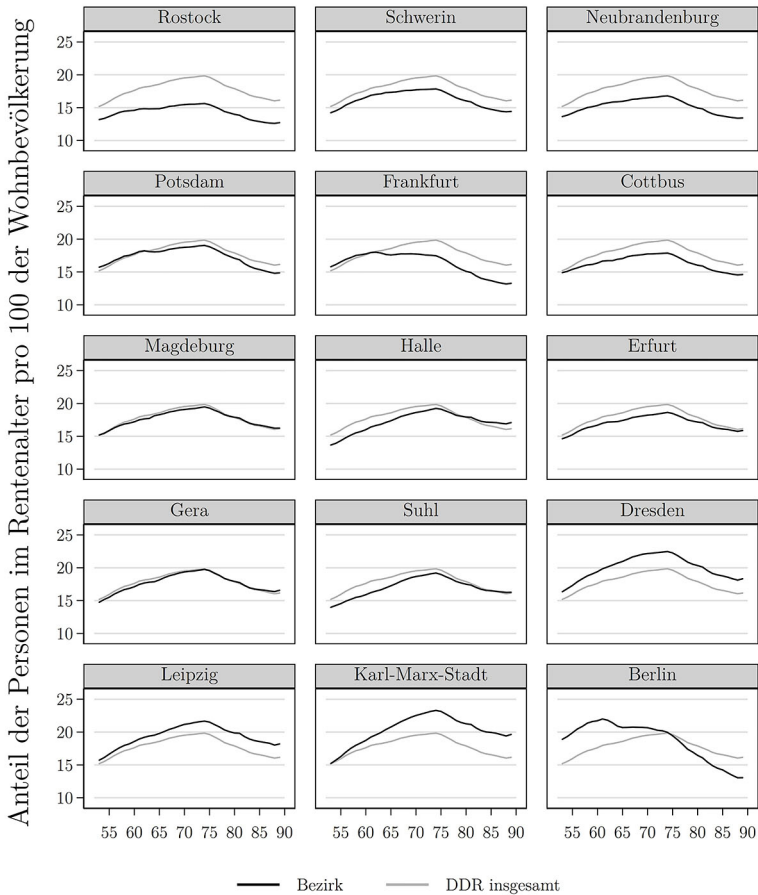 Anteil der Personen im Rentenalter pro 100 der Wohnbevölkerung
Rostock Schwerin Neubrandenburg
25
20
15
10
Potsdam Frankfurt Cottbus
25
20
15
10
Magdeburg Halle Erfurt
25
20
15
10
Gera Suhl Dresden
25
20
15
10
Leipzig Karl-Marx-Stadt Berlin
25
20
15
10
55 60 65 70 75 80 85 90 55 60 65 70 75 80 85 90 55 60 65 70 75 80 85 90
Bezirk DDR insgesamt